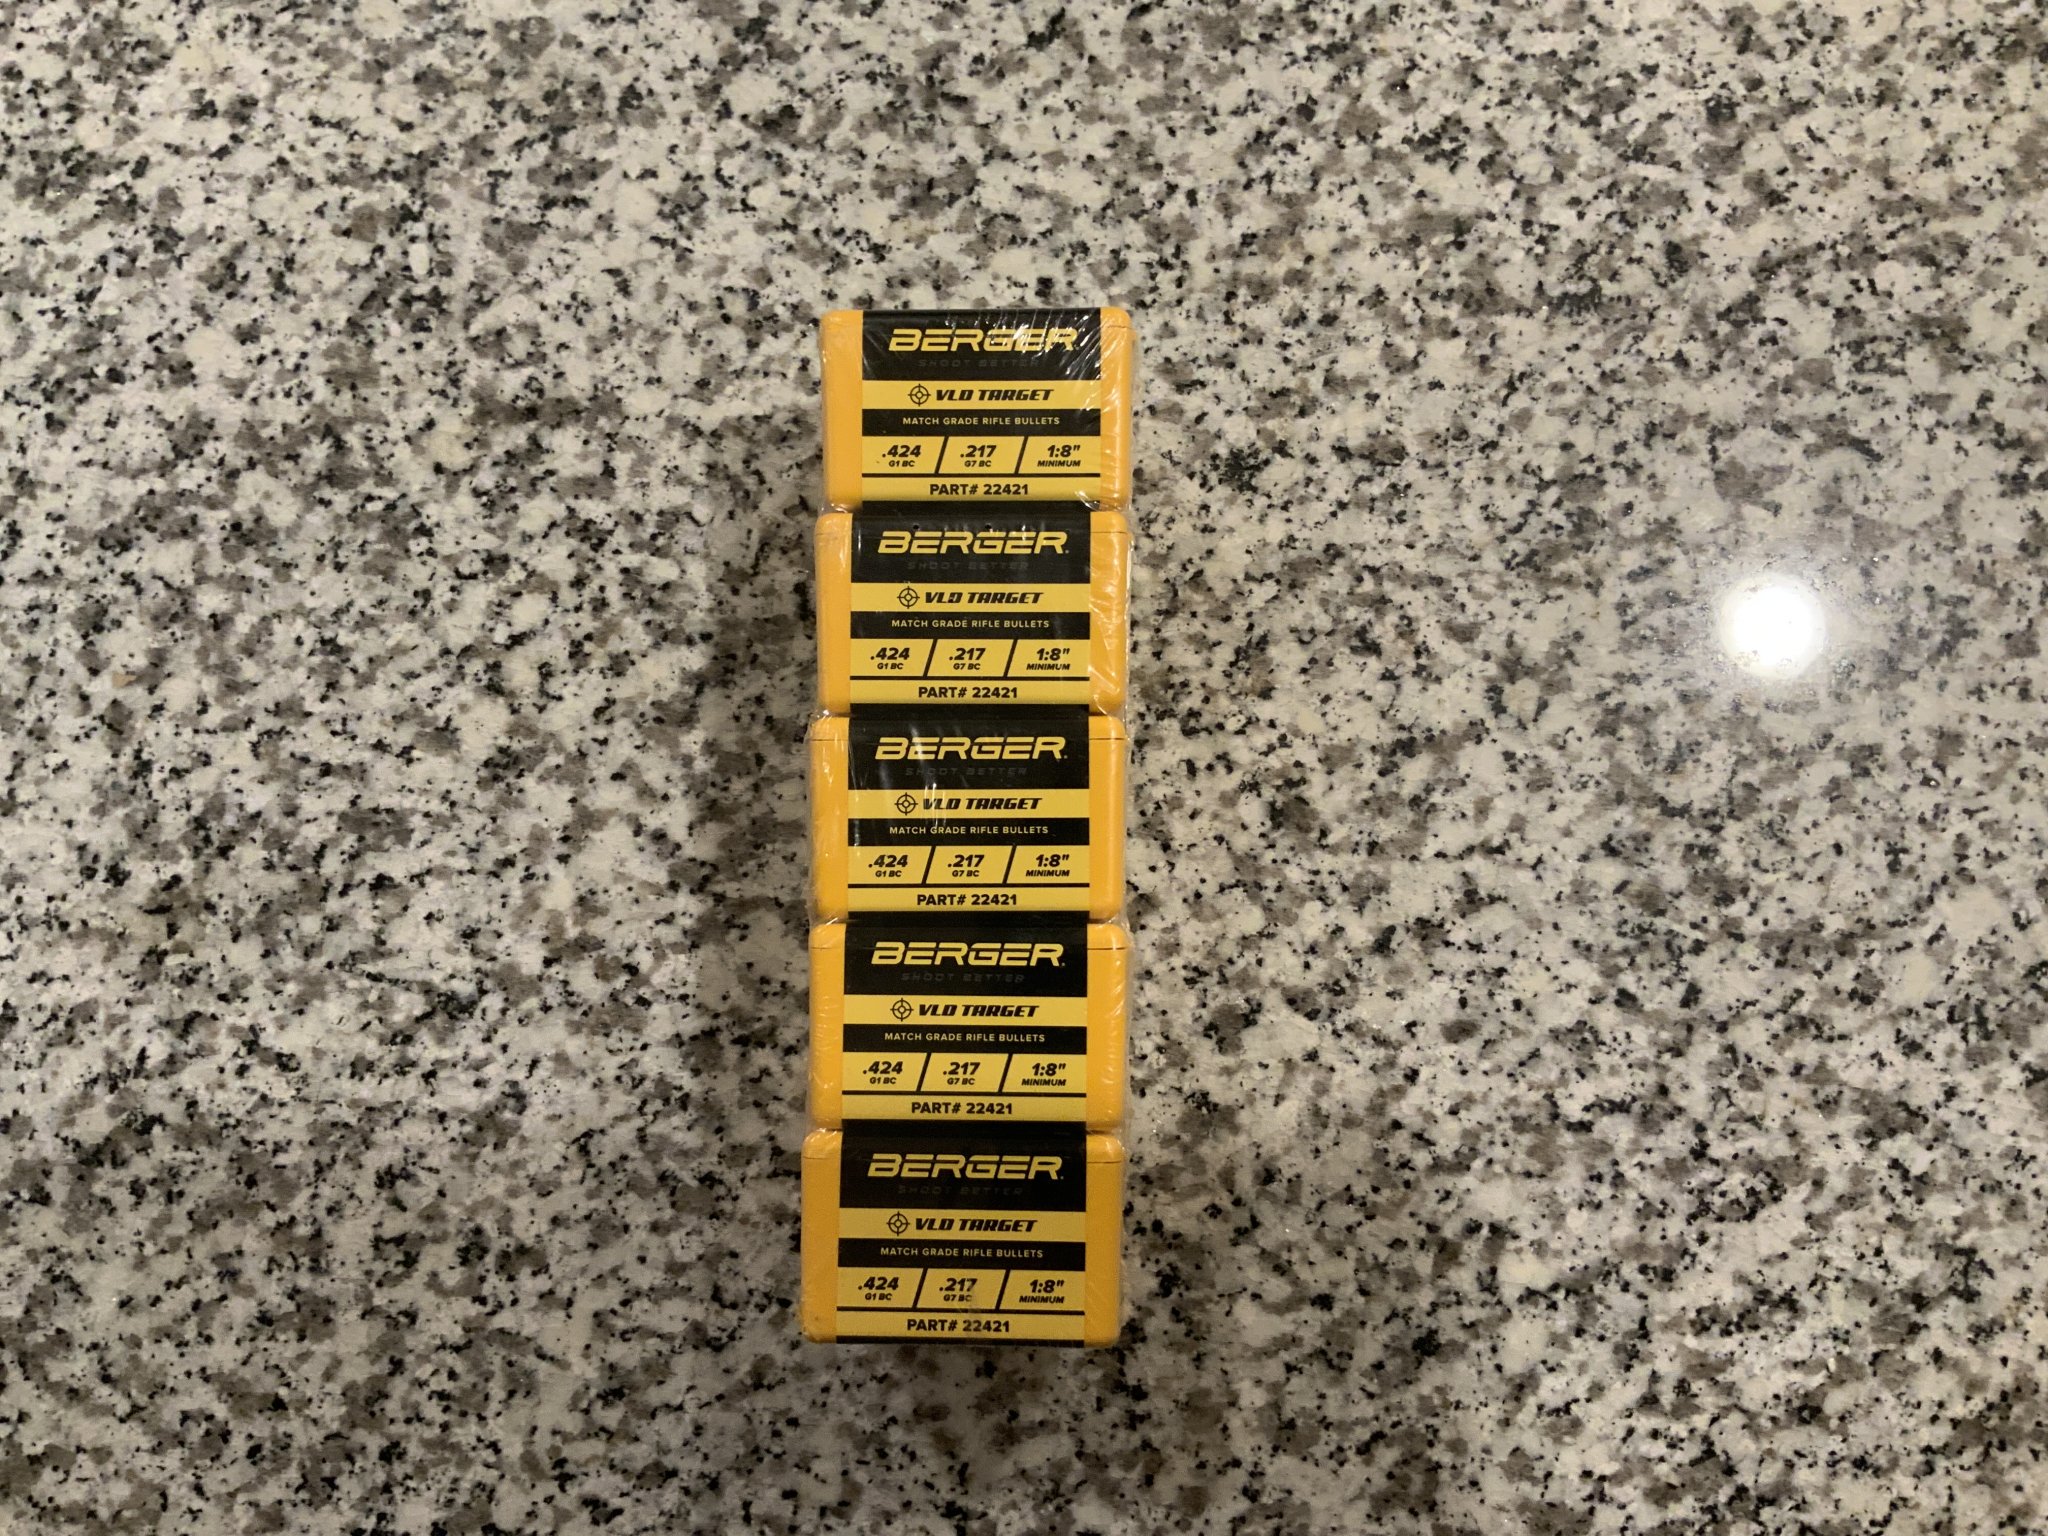 BERGER
SHOOT BETTER
VLD TARGET
MATCH GRADE RIFLE BULLETS
.424 .217 1:8"
G1 BC G7 BC MINIMUM
PART# 22421
BERGER®
SHOOT BETTER
VLD TARGET
MATCH GRADE RIFLE BULLETS
.424 .217 1:8"
G1 BC G7 BC MINIMUM
PART# 22421
BERGER®
SHOOT BETTER
VLD TARGET
MATCH GRADE RIFLE BULLETS
.424 .217 1:8"
G1 BC G7 BC MINIMUM
PART# 22421
BERGER®
SHOOT BETTER
VLD TARGET
MATCH GRADE RIFLE BULLETS
.424 .217 1:8"
G1 BC G7 BC MINIMUM
PART# 22421
BERGER®
SHOOT BETTER
VLD TARGET
MATCH GRADE RIFLE BULLETS
.424 .217 1:8"
G1 BC G7 BC MINIMUM
PART# 22421